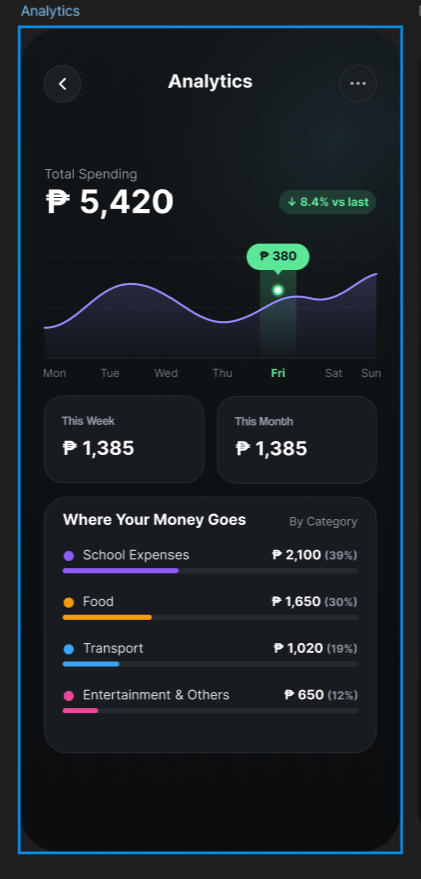 Analytics
Analytics
Total Spending
₱ 5,420
↓ 8.4% vs last
₱ 380
Mon Tue Wed Thu Fri Sat Sun
This Week
₱ 1,385
This Month
₱ 1,385
Where Your Money Goes
By Category
School Expenses ₱ 2,100 (39%)
Food ₱ 1,650 (30%)
Transport ₱ 1,020 (19%)
Entertainment & Others ₱ 650 (12%)